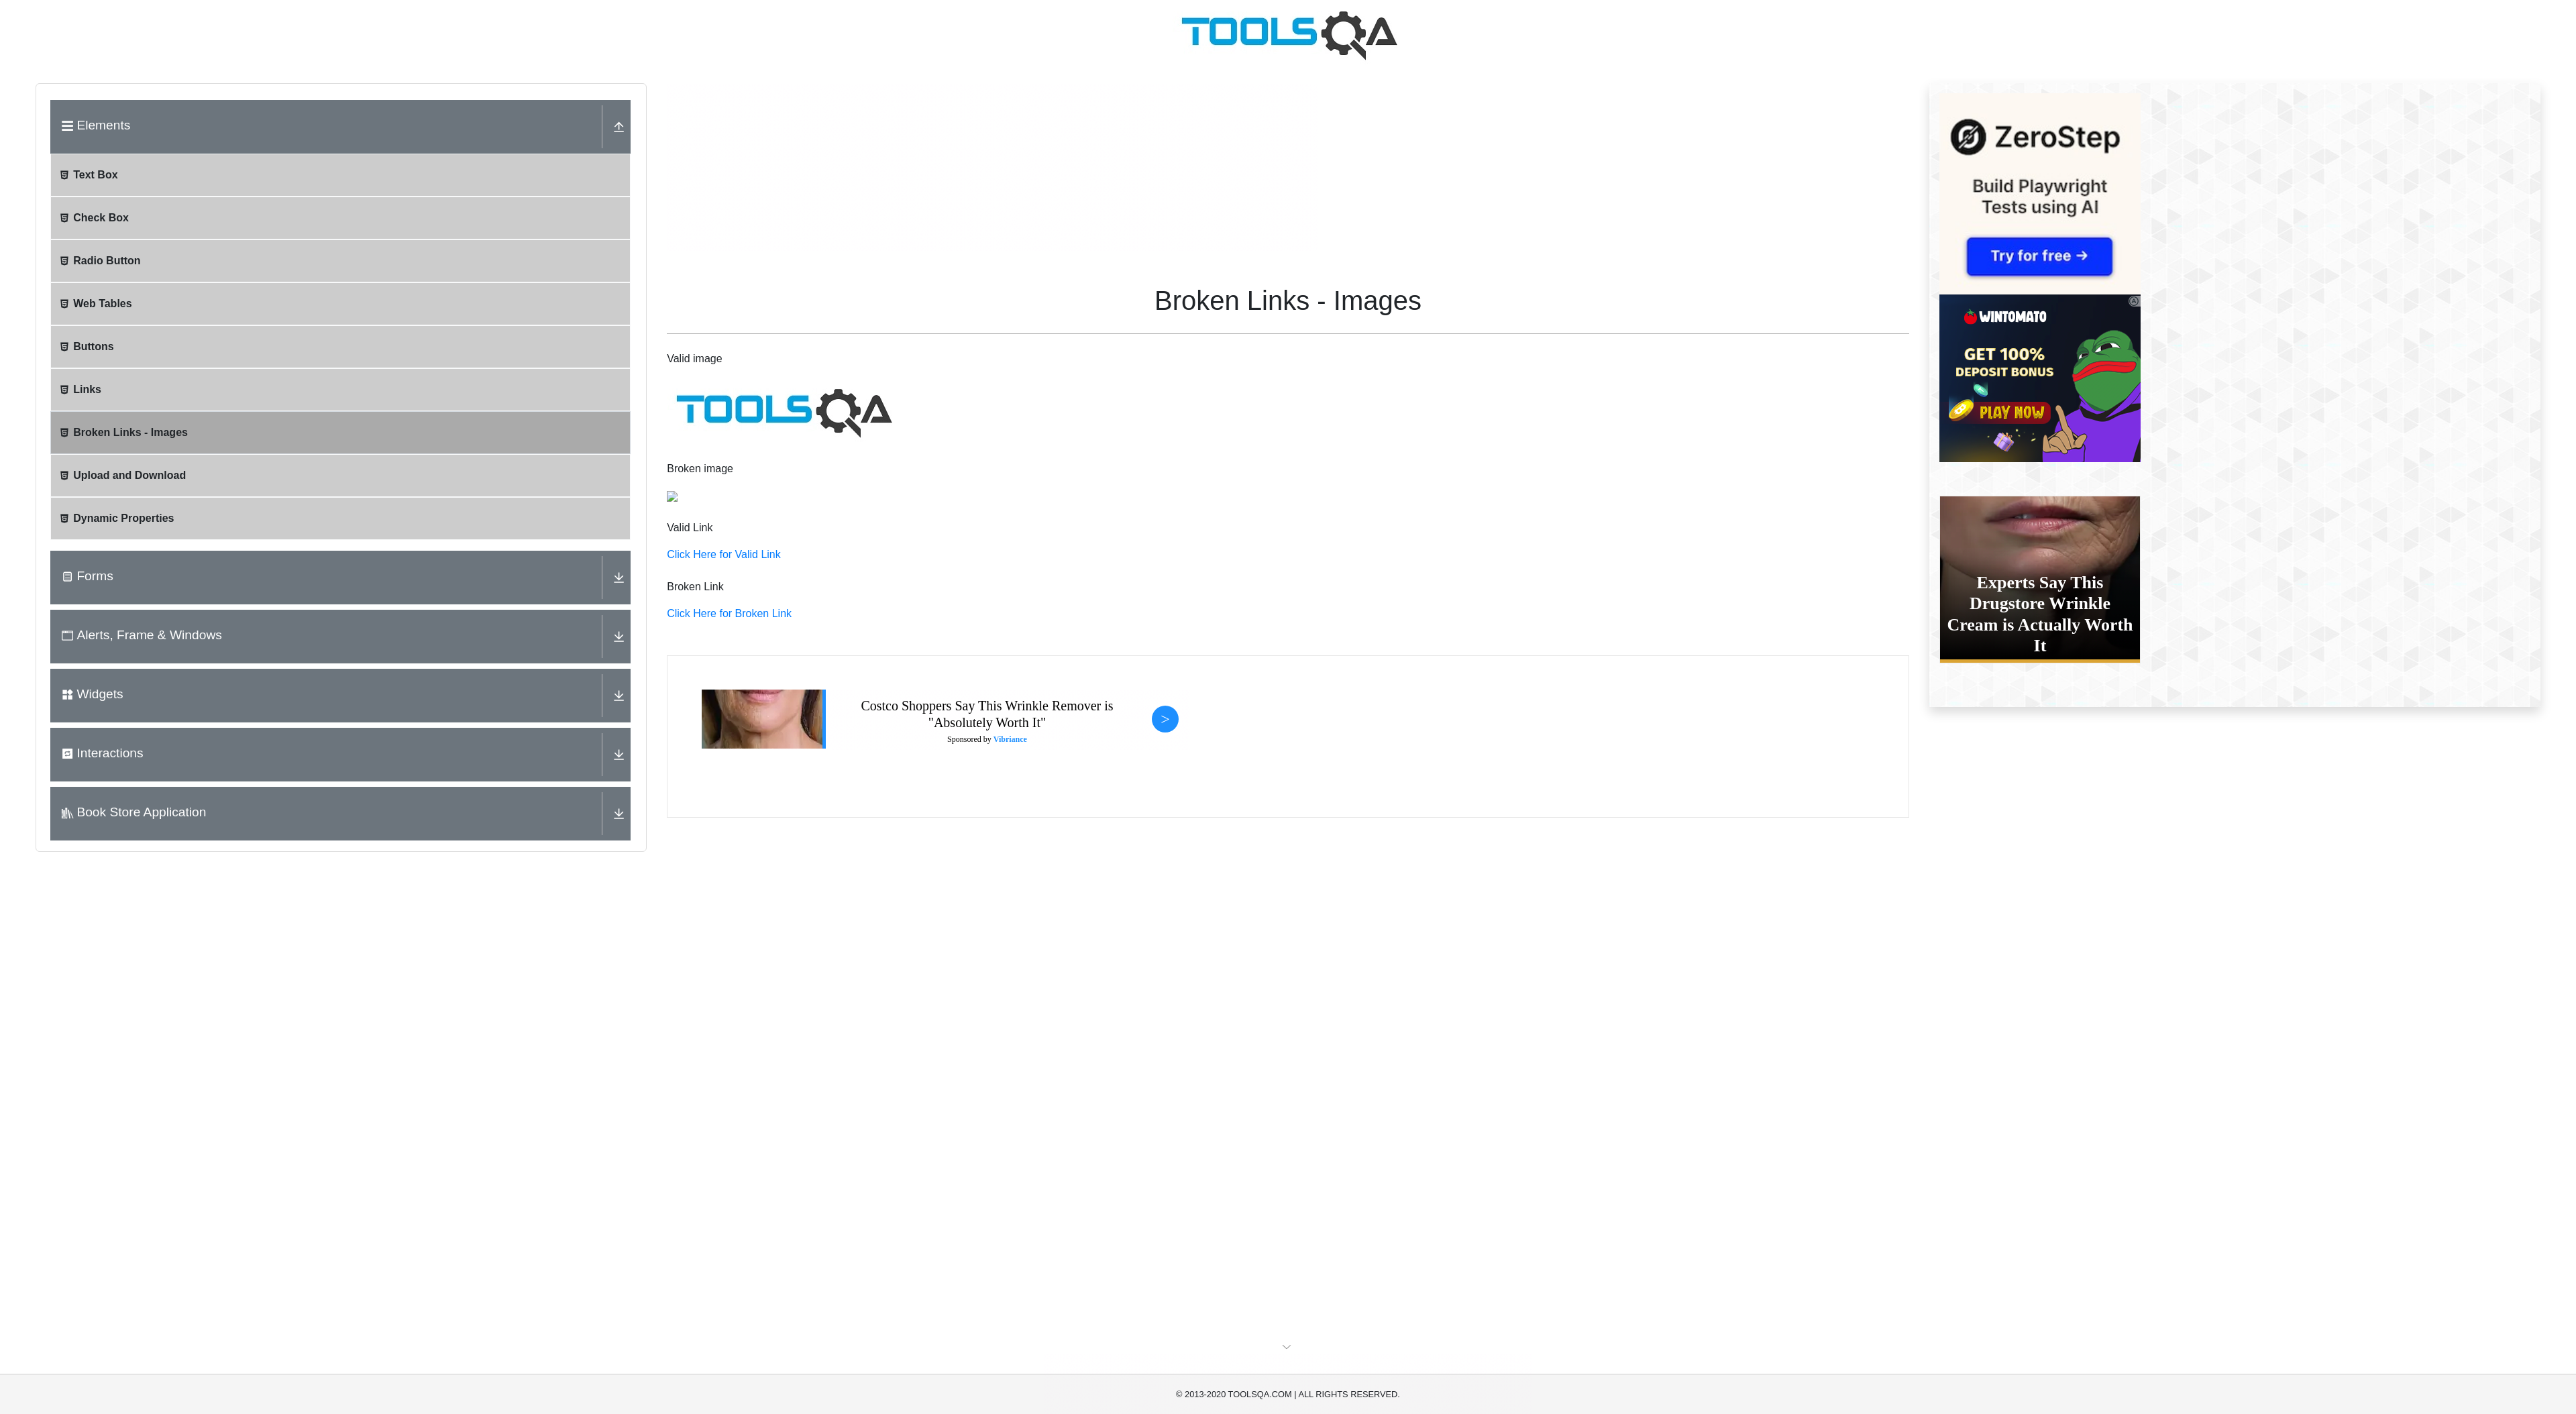 TOOLSQA
Elements
Text Box
Check Box
Radio Button
Web Tables
Buttons
Links
Broken Links - Images
Upload and Download
Dynamic Properties
Forms
Alerts, Frame & Windows
Widgets
Interactions
Book Store Application
Broken Links - Images
Valid image
TOOLSQA
Broken image
Valid Link
Click Here for Valid Link
Broken Link
Click Here for Broken Link
Costco Shoppers Say This Wrinkle Remover is
"Absolutely Worth It"
Sponsored by Vibriance
>
ZeroStep
Build Playwright
Tests using AI
Try for free →
WINTOMATO
GET 100%
DEPOSIT BONUS
PLAY NOW
Experts Say This
Drugstore Wrinkle
Cream is Actually Worth
It
© 2013-2020 TOOLSQA.COM | ALL RIGHTS RESERVED.